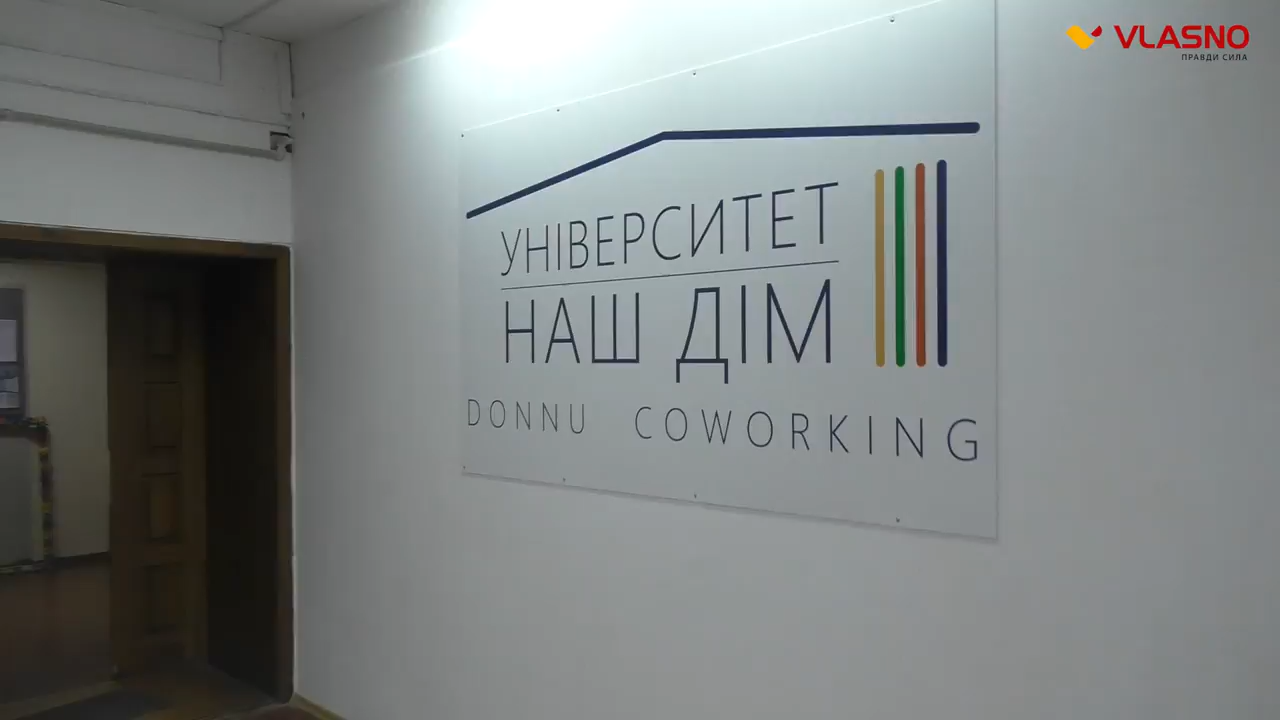 VLASNO
ПРАВДИ СИЛА
УНІВЕРСИТЕТ
НАШ ДІМ
DONNU COWORKING